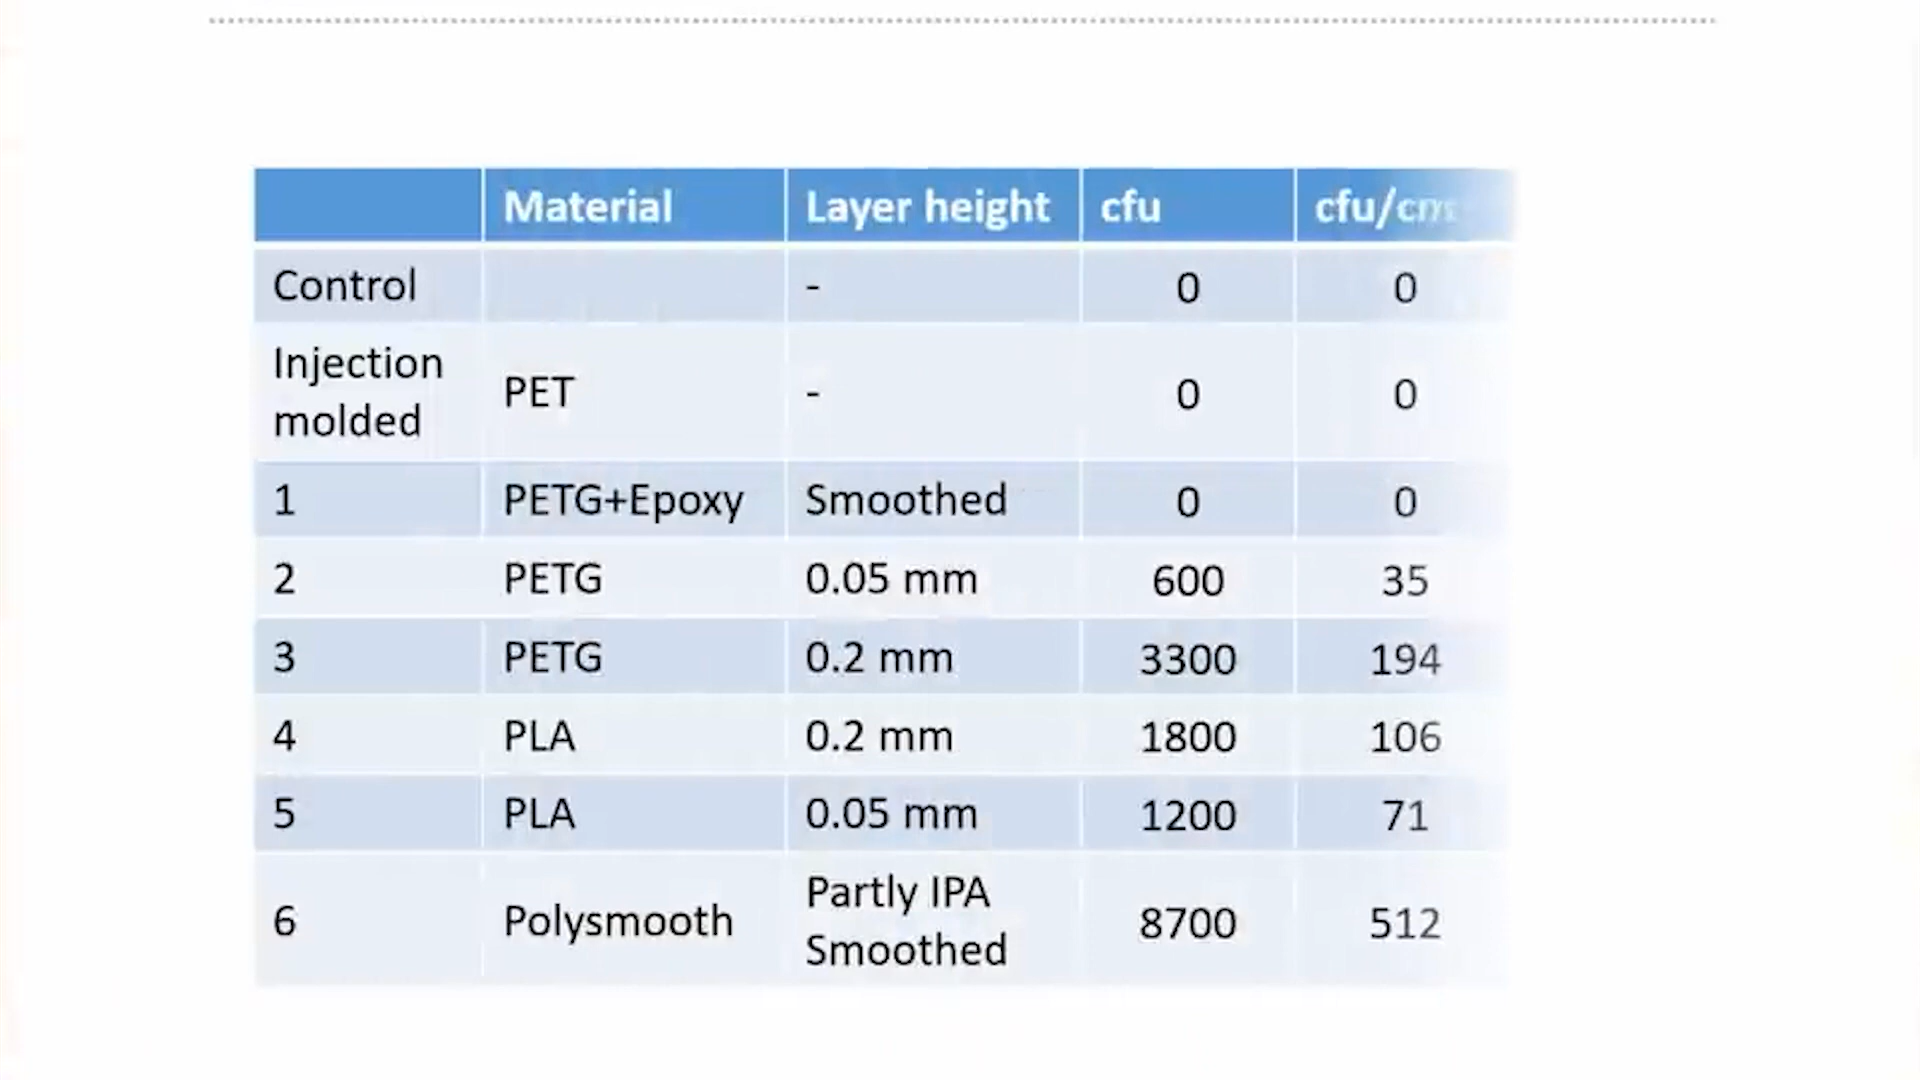 Material Layer height cfu cfu/cm
Control - 0 0
Injection
molded PET - 0 0
1 PETG+Epoxy Smoothed 0 0
2 PETG 0.05 mm 600 35
3 PETG 0.2 mm 3300 194
4 PLA 0.2 mm 1800 106
5 PLA 0.05 mm 1200 71
6 Polysmooth Partly IPA
Smoothed 8700 512